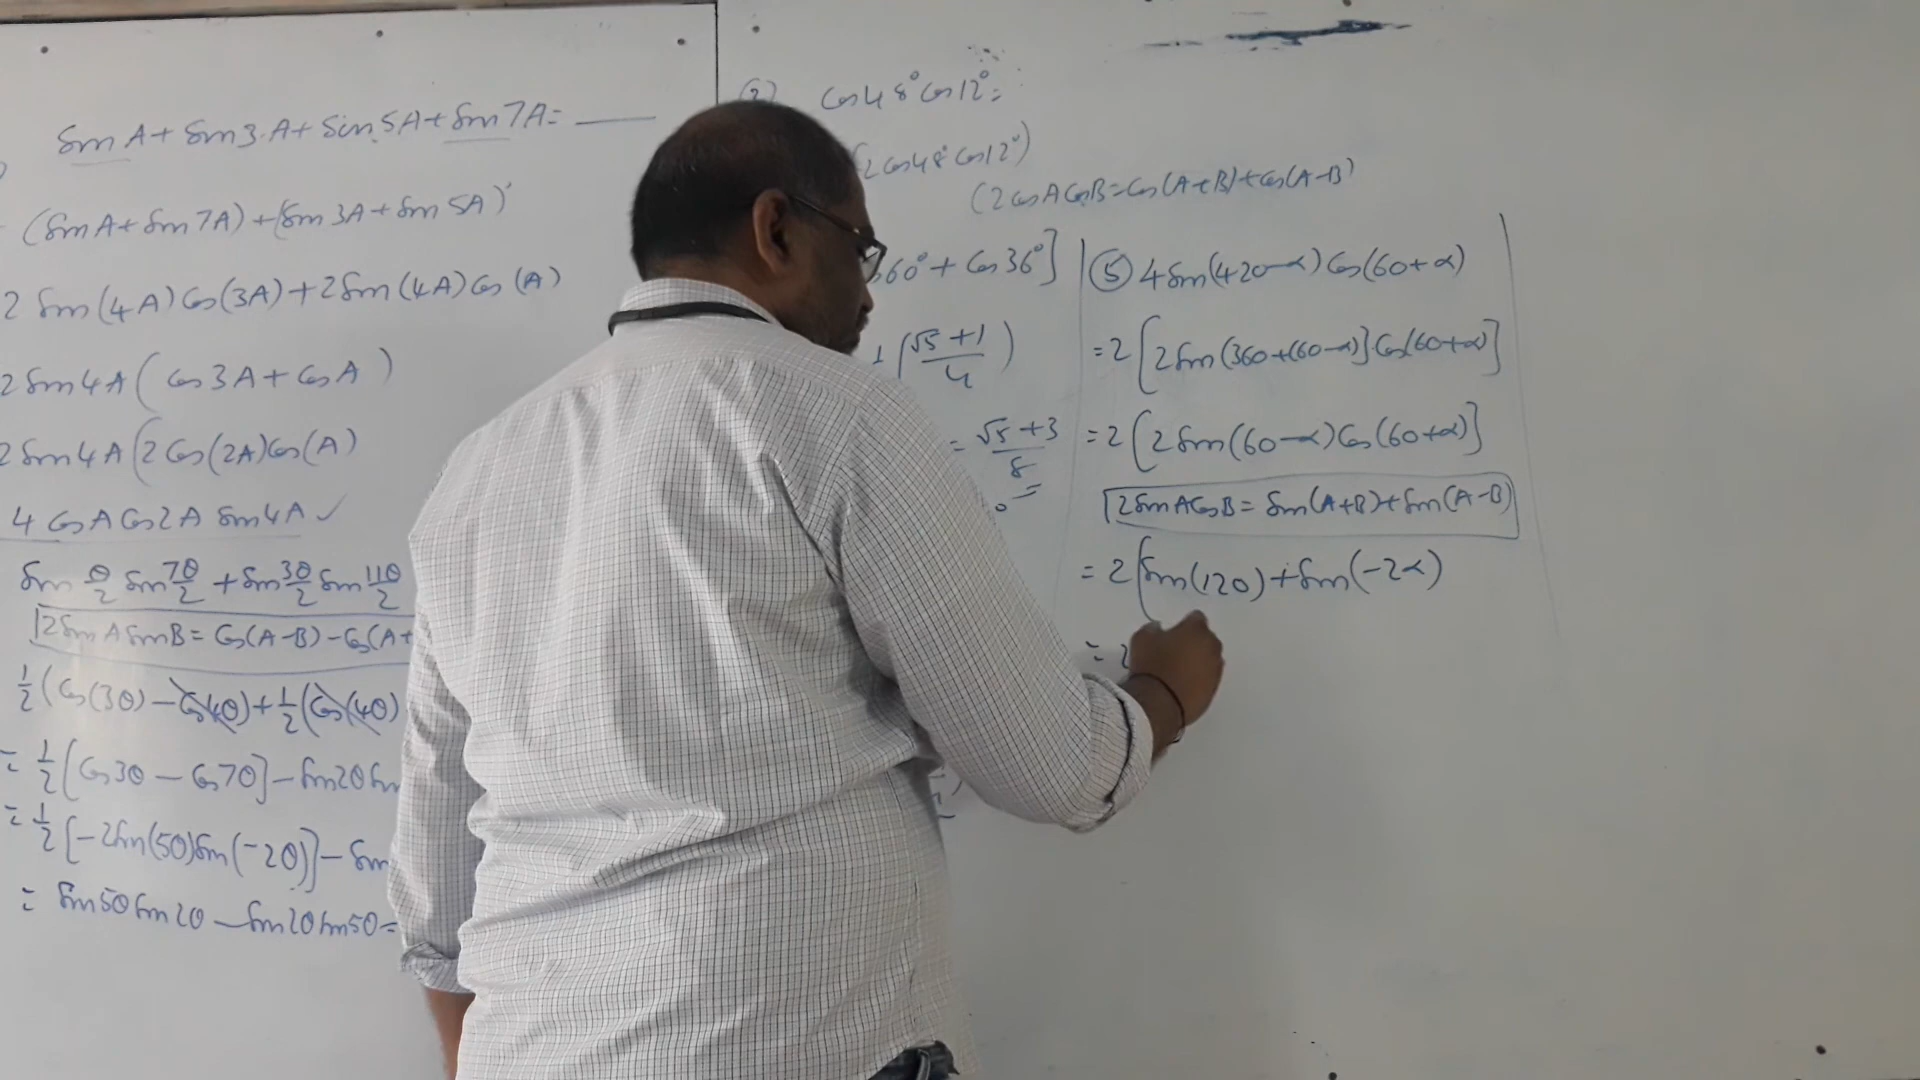 Sin A + Sin 3A + Sin 5A + Sin 7A = ____
(Sin A + Sin 7A) + (Sin 3A + Sin 5A)
2 Sin(4A) Cos(3A) + 2 Sin(4A) Cos(A)
2 Sin 4A ( Cos 3A + Cos A )
2 Sin 4A (2 Cos(2A) Cos(A)
4 Cos A Cos 2A Sin 4A ✓
Sin θ/2 Sin 7θ/2 + Sin 3θ/2 Sin 11θ/2
2 Sin A Sin B = Cos(A-B) - Cos(A+
1/2 (Cos(3θ) - Cos 4θ) + 1/2 (Cos(4θ)
= 1/2 [Cos 3θ - Cos 7θ] - Sin 2θ Sin
= 1/2 [-2 Sin(5θ) Sin(-2θ)] - Sin
= Sin 5θ Sin 2θ - Sin 2θ Sin 5θ =
Cos 48° Cos 12° =
2 Cos 48° Cos 12°)
(2 Cos A Cos B = Cos(A+B) + Cos(A-B)
60° + Cos 36°]
(√5+1/4)
= √5+3/8
⑤ 4 Sin(420-α) Cos(60+α)
= 2 [2 Sin(360+(60-α)] Cos(60+α)]
= 2 [2 Sin(60-α) Cos(60+α)]
2 Sin A Cos B = Sin(A+B) + Sin(A-B)
= 2 [Sin(120) + Sin(-2α)
= 2